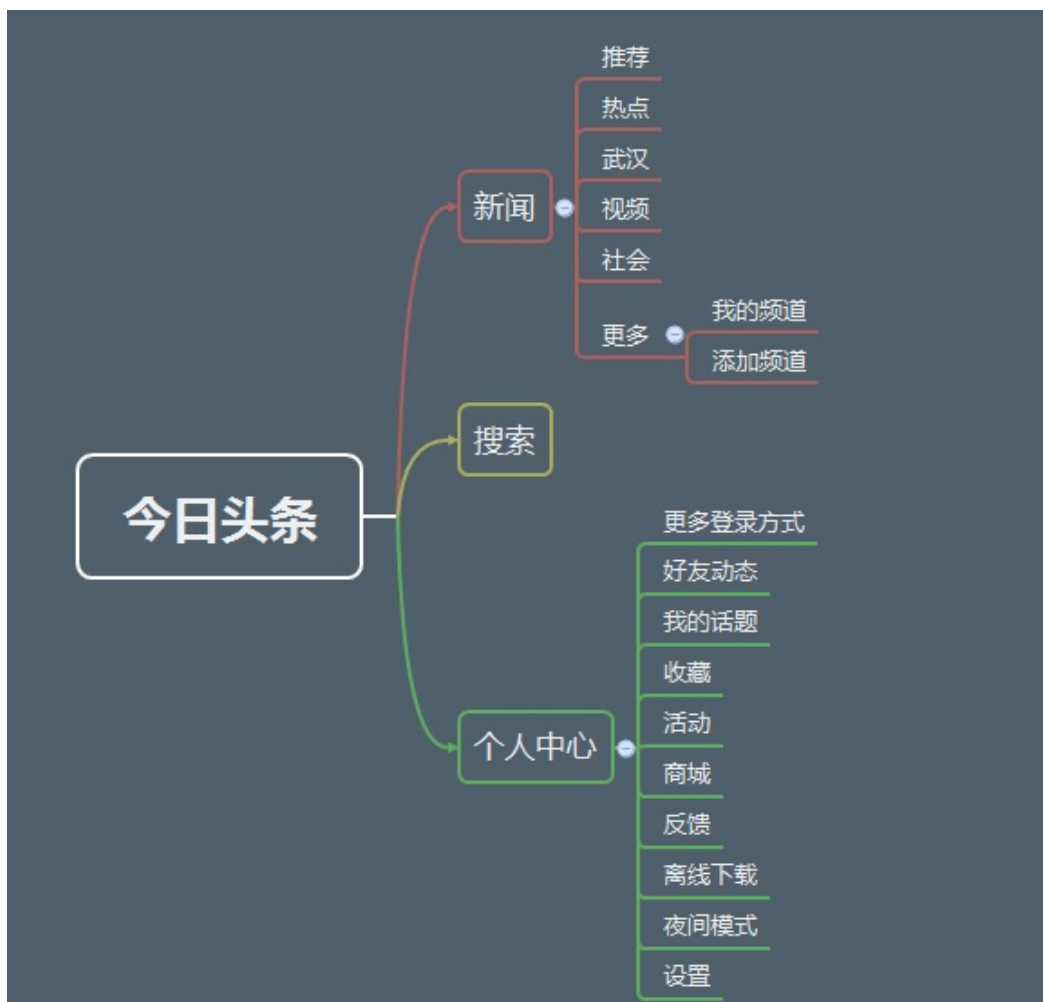 今日头条
新闻
推荐
热点
武汉
视频
社会
更多
我的频道
添加频道
搜索
个人中心
更多登录方式
好友动态
我的话题
收藏
活动
商城
反馈
离线下载
夜间模式
设置